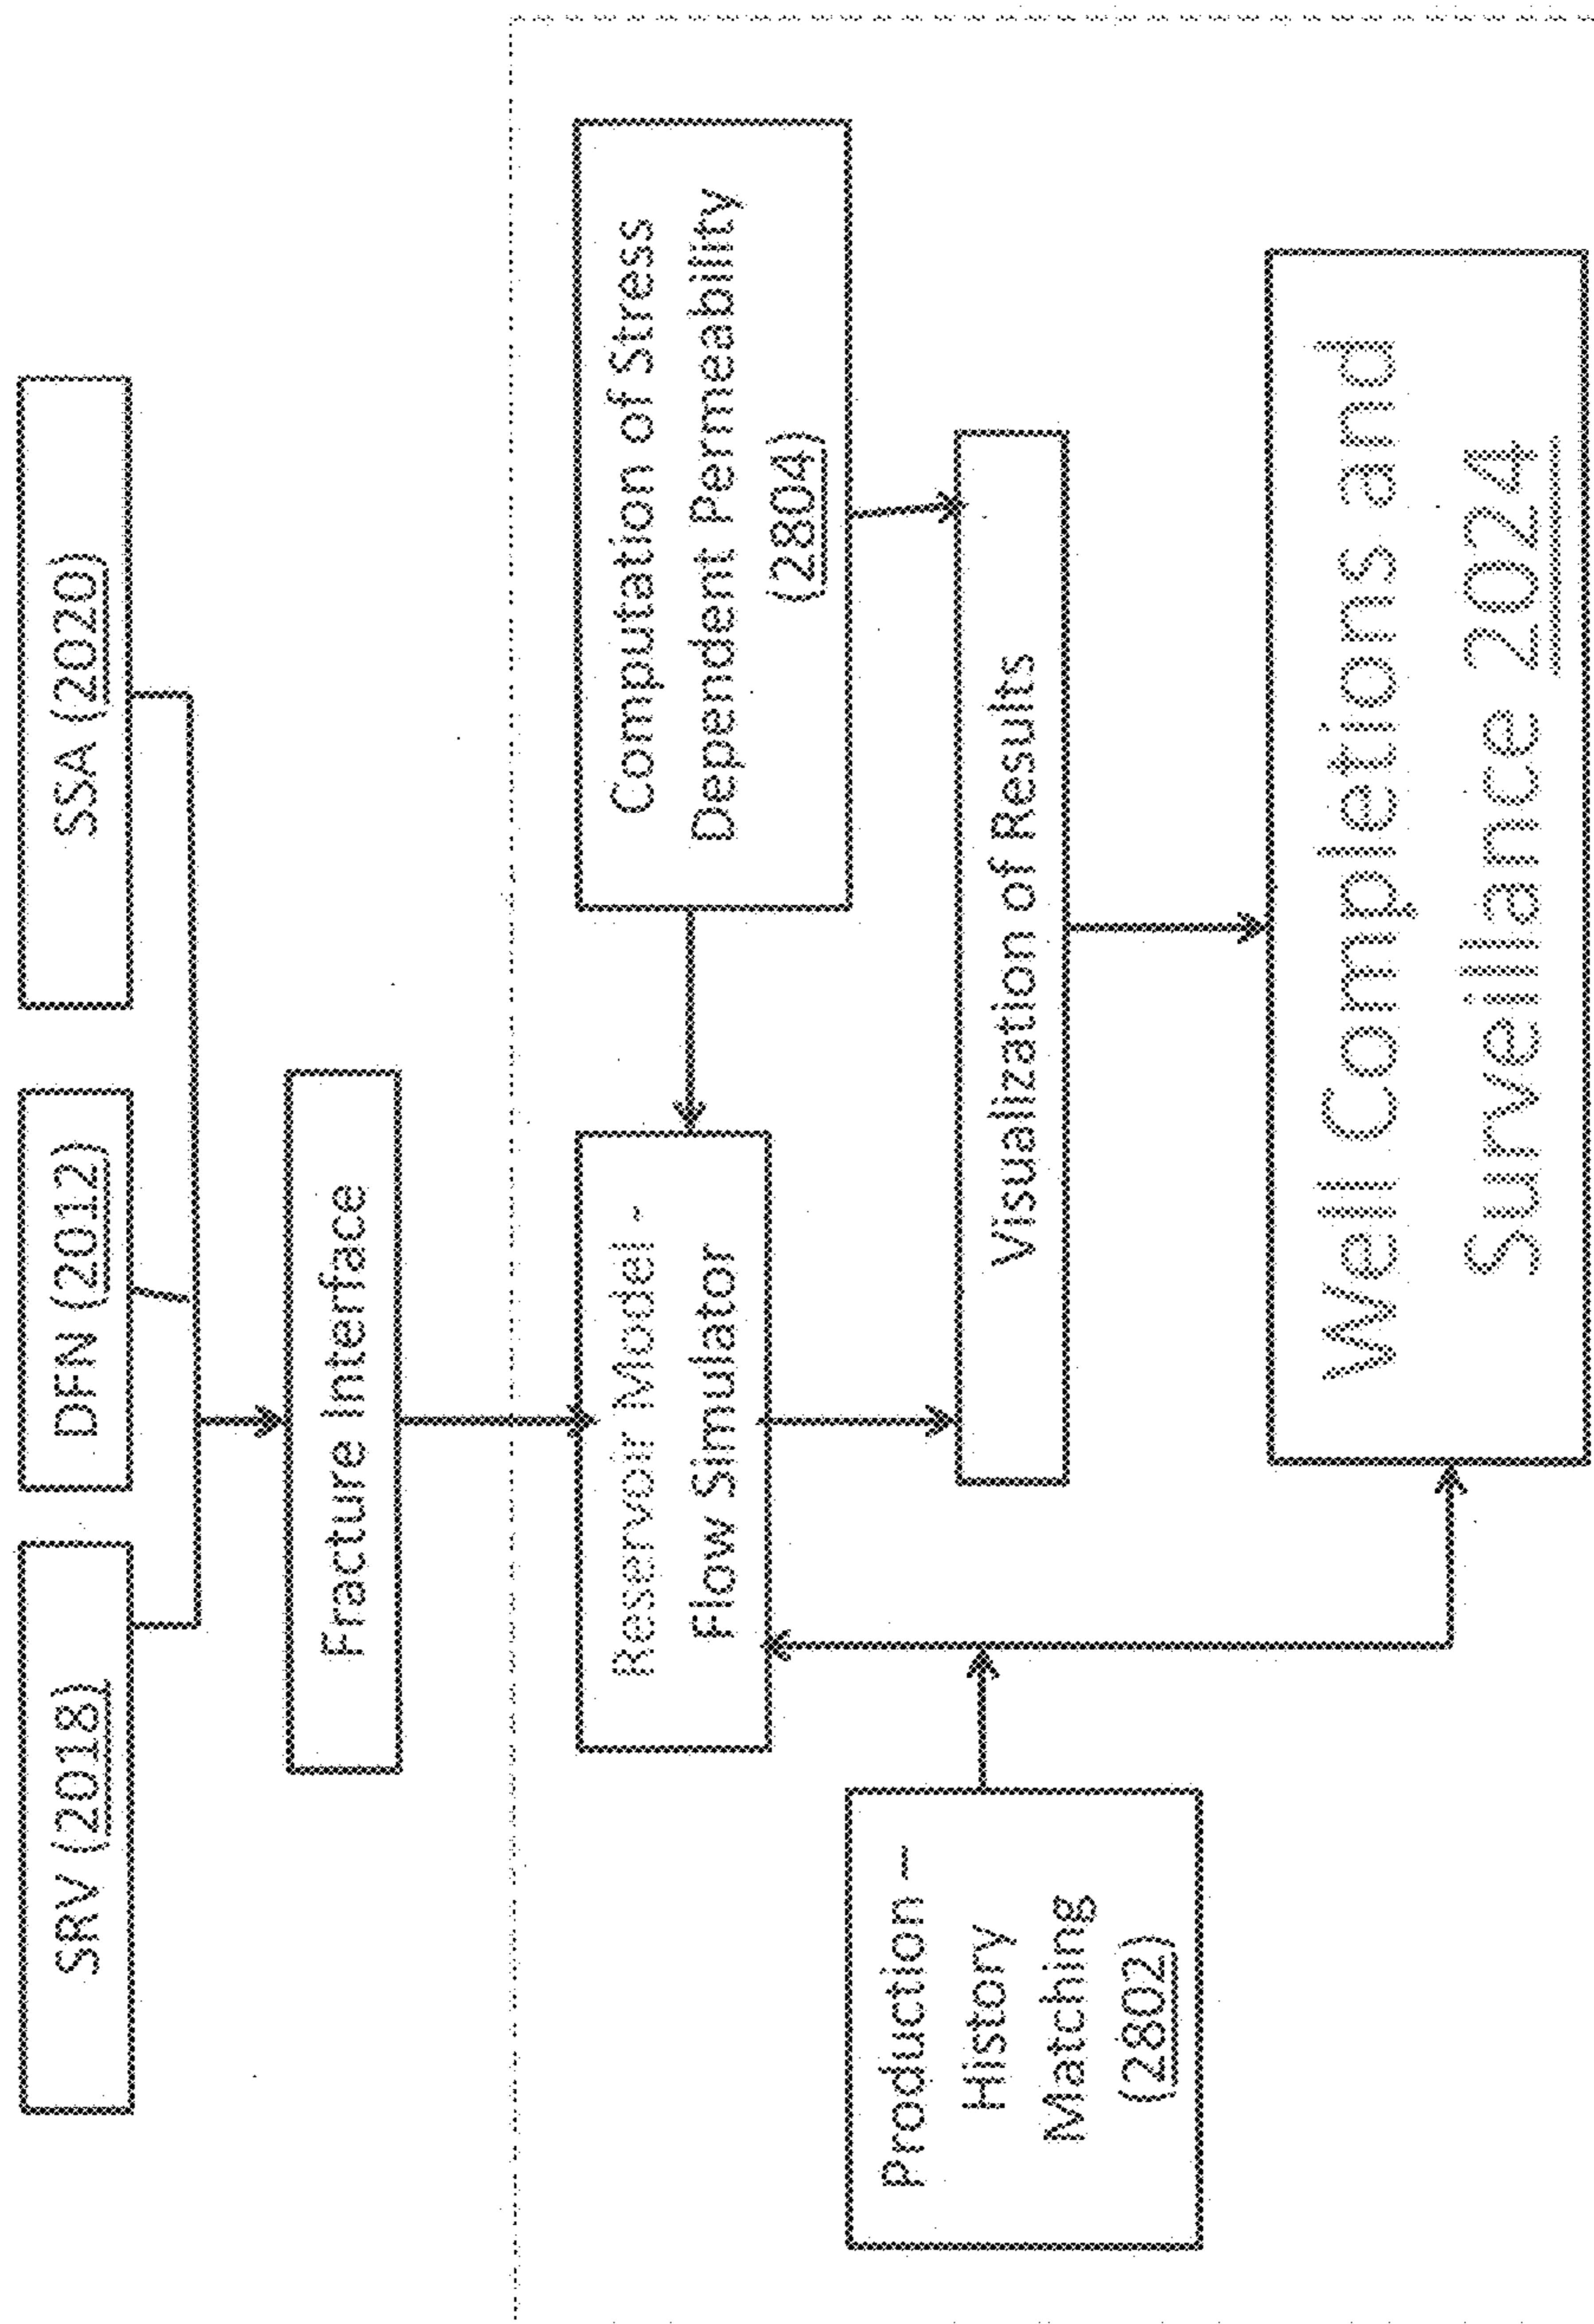 SRV (2018)
DFN (2012)
SSA (2020)
Fracture Interface
Reservoir Model -
Flow Simulator
Computation of Stress
Dependent Permeability
(2804)
Production –
History
Matching
(2802)
Visualization of Results
Well Completions and
Surveillance 2024